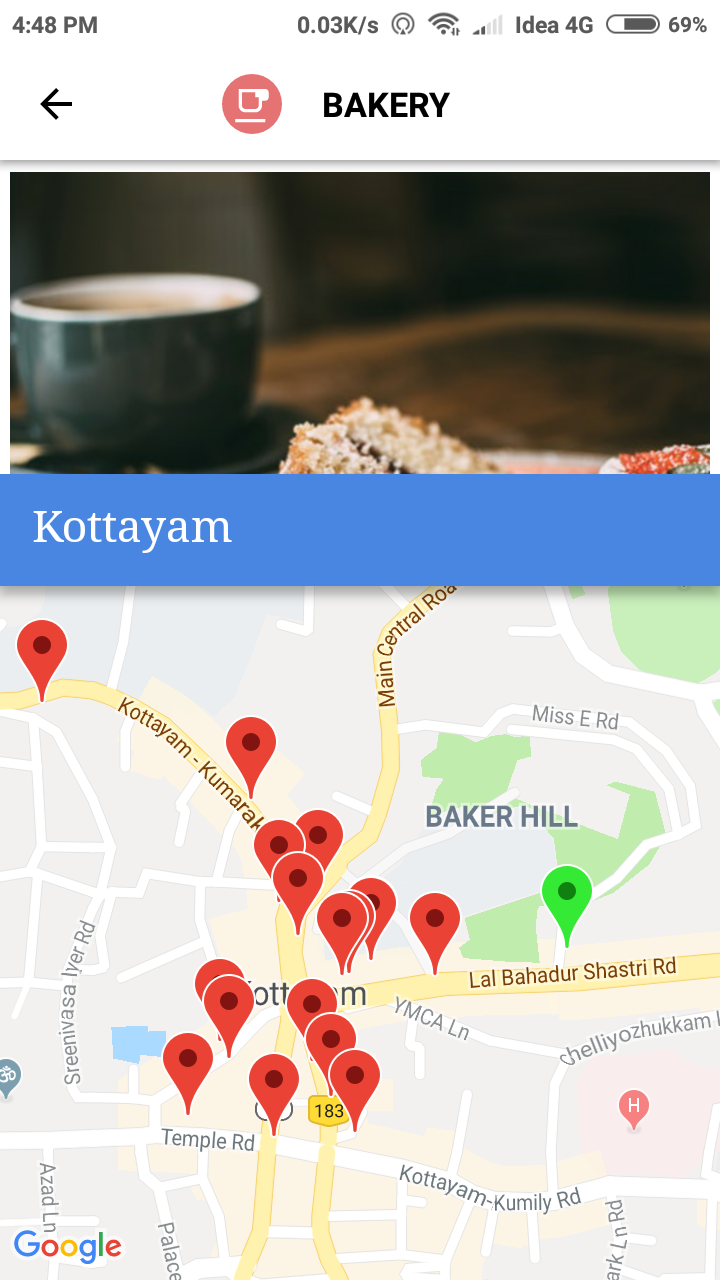 4:48 PM 0.03K/s Idea 4G 69%
BAKERY
Kottayam
Main Central Roa
Kottayam - Kumarak
Miss E Rd
BAKER HILL
Sreenivasa Iyer Rd
Lal Bahadur Shastri Rd
YMCA Ln
chelliyozhukkam
ॐ
H
183
Temple Rd
Kottayam-Kumily Rd
Azad Ln
Palace
ark Ln Rd
Google